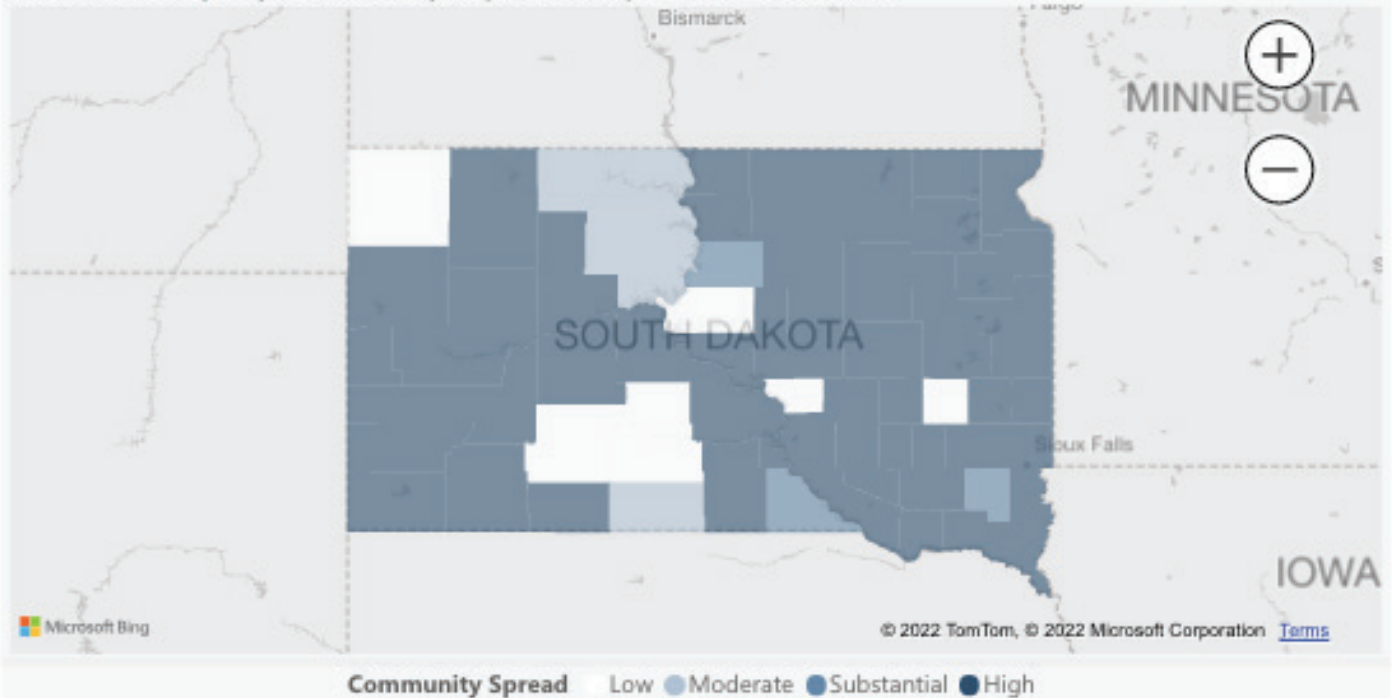 Bismarck
MINNESOTA
SOUTH DAKOTA
Sioux Falls
IOWA
Microsoft Bing
© 2022 TomTom, © 2022 Microsoft Corporation Terms
Community Spread Low Moderate Substantial High